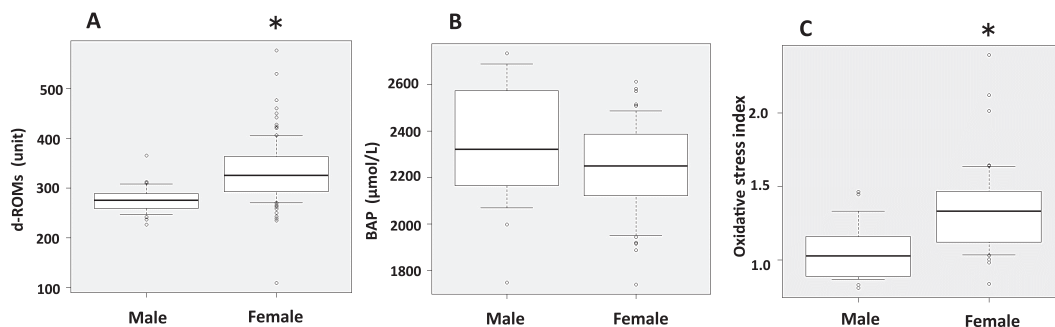 A
*
d-ROMs (unit)
500
400
300
200
100
Male
Female
B
BAP (μmol/L)
2600
2400
2200
2000
1800
Male
Female
C
*
Oxidative stress index
2.0
1.5
1.0
Male
Female